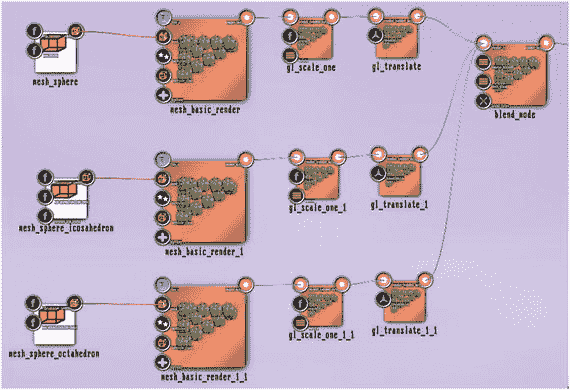 mesh_sphere
mesh_basic_render
gl_scale_one
gl_translate
blend_mode
mesh_sphere_icosahedron
mesh_basic_render_1
gl_scale_one_1
gl_translate_1
mesh_sphere_octahedron
mesh_basic_render_1_1
gl_scale_one_1_1
gl_translate_1_1